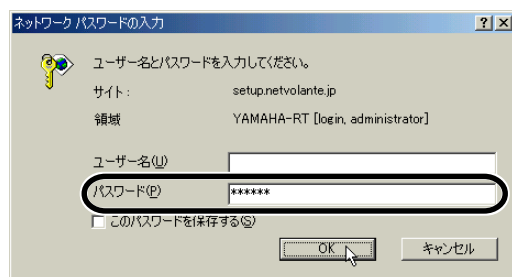 ネットワーク パスワードの入力
ユーザー名とパスワードを入力してください。
サイト: setup.netvolante.jp
領域 YAMAHA-RT [login, administrator]
ユーザー名(U)
パスワード(P) ******
このパスワードを保存する(S)
OK キャンセル